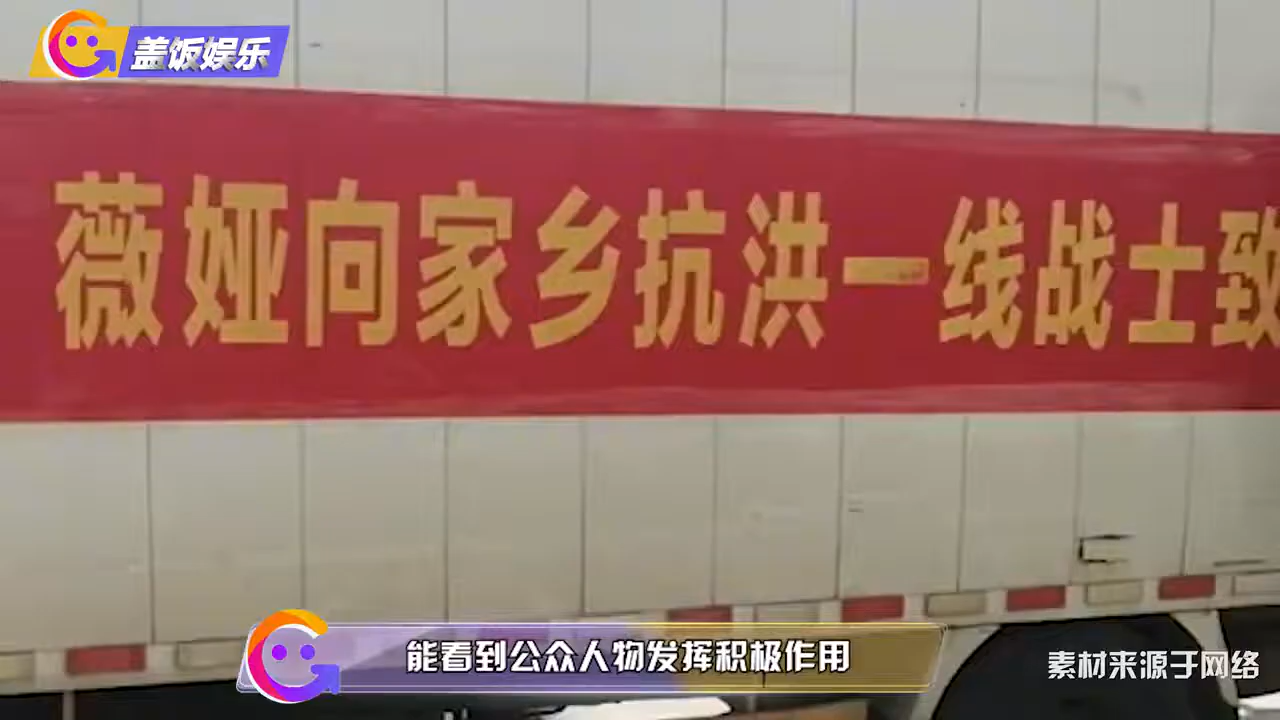 盖饭娱乐
薇娅向家乡抗洪一线战士致
能看到公众人物发挥积极作用
素材来源于网络